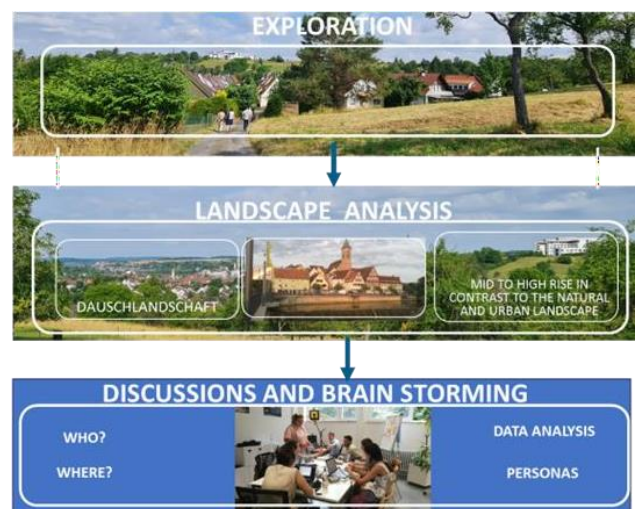 EXPLORATION
LANDSCAPE ANALYSIS
DAUSCHLANDSCHAFT
MID TO HIGH RISE IN
CONTRAST TO THE NATURAL
AND URBAN LANDSCAPE
DISCUSSIONS AND BRAIN STORMING
WHO?
WHERE?
DATA ANALYSIS
PERSONAS